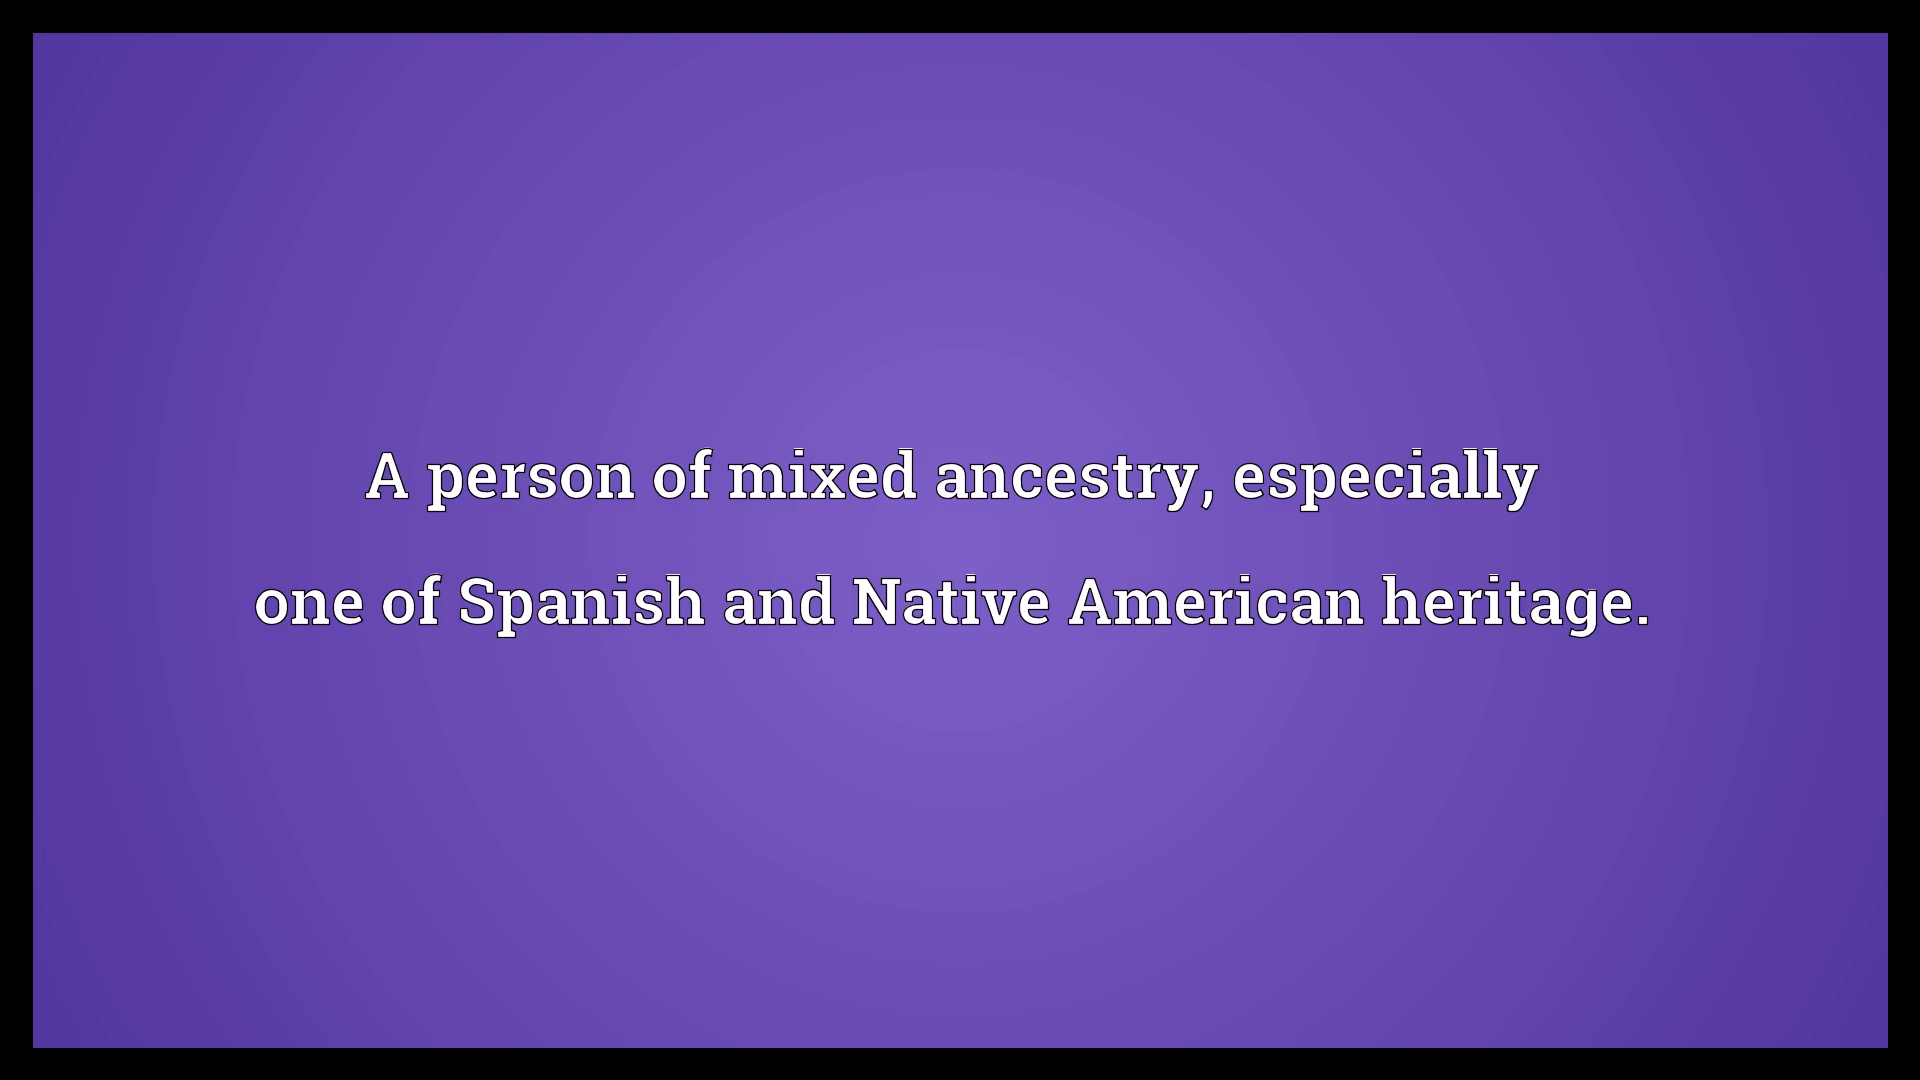 A person of mixed ancestry, especially
one of Spanish and Native American heritage.